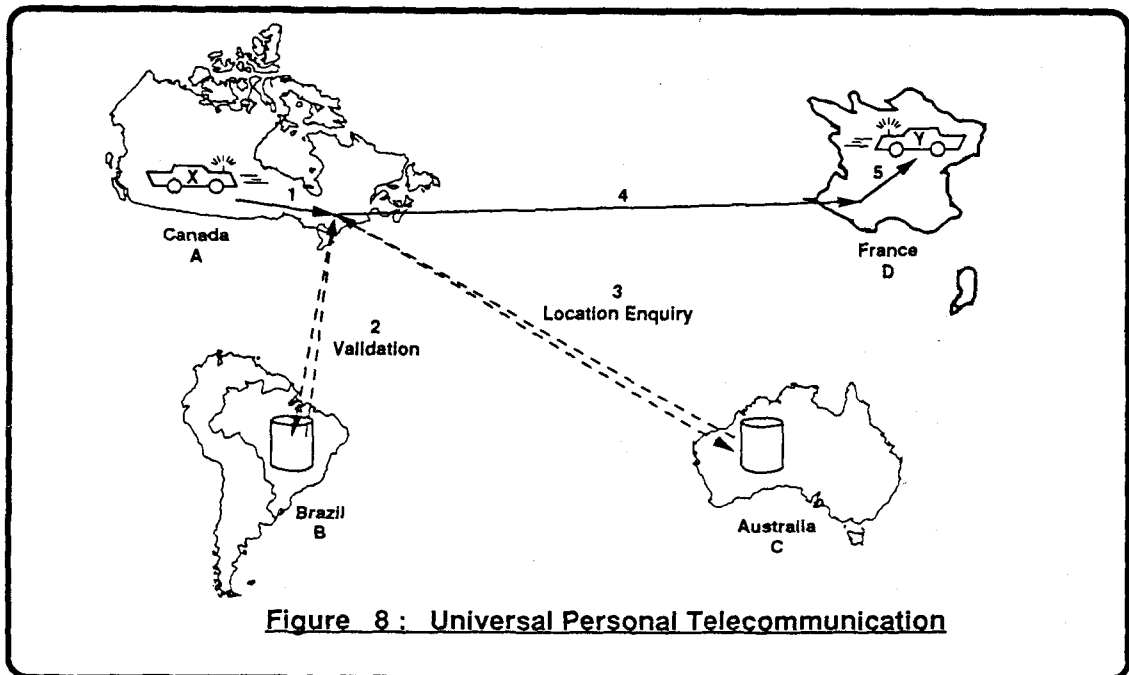 X
1
Canada
A
4
Y
5
France
D
3
Location Enquiry
2
Validation
Brazil
B
Australia
C
Figure 8 : Universal Personal Telecommunication